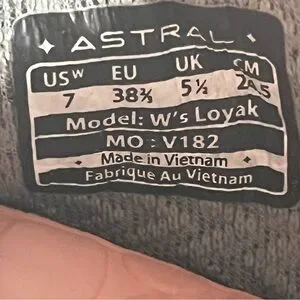 ✦ ASTRAL ✦
USW EU UK CM
7 38⅔ 5½ 24.5
Model: W's Loyak
MO : V182
Made in Vietnam
Fabrique Au Vietnam